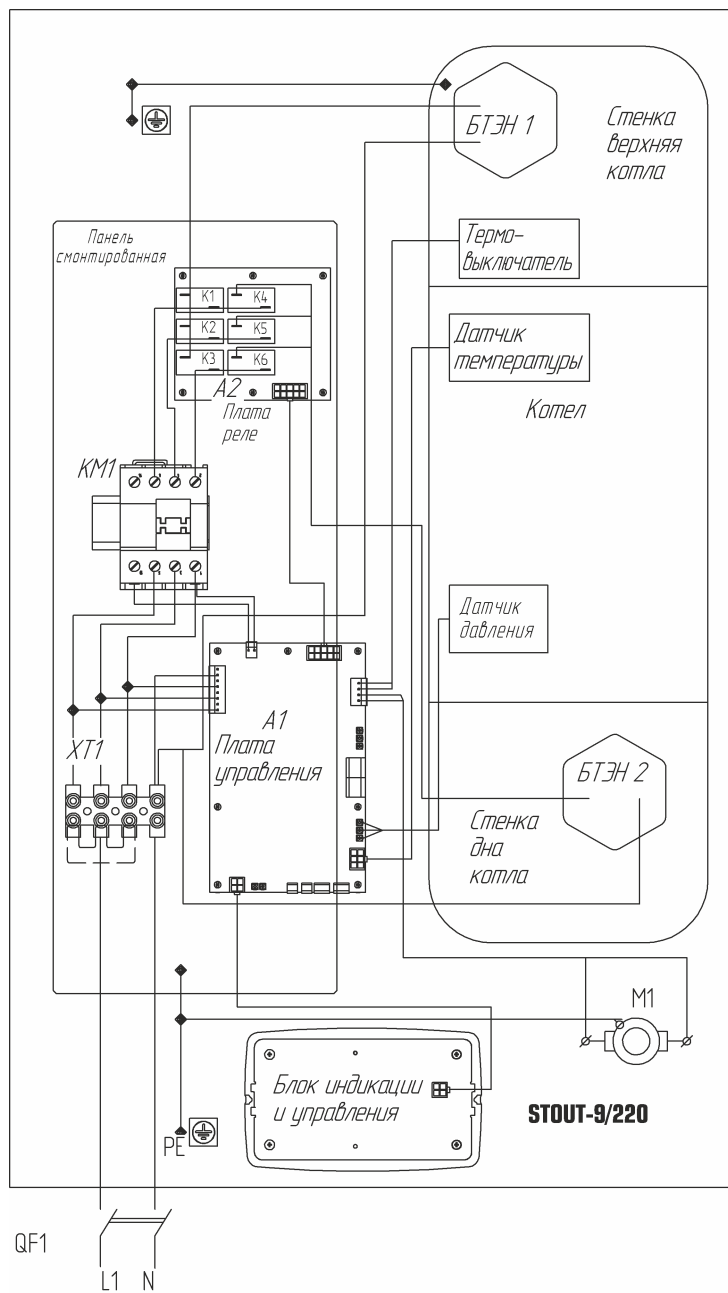 БТЭН 1
Стенка
верхняя
котла
Панель
смонтированная
Термо-
выключатель
K1 K4
K2 K5
K3 K6
Датчик
температуры
A2
Плата
реле
Котел
KM1
Датчик
давления
A1
Плата
управления
XT1
БТЭН 2
Стенка
дна
котла
M1
Блок индикации
и управления
STOUT-9/220
PE
QF1
L1 N